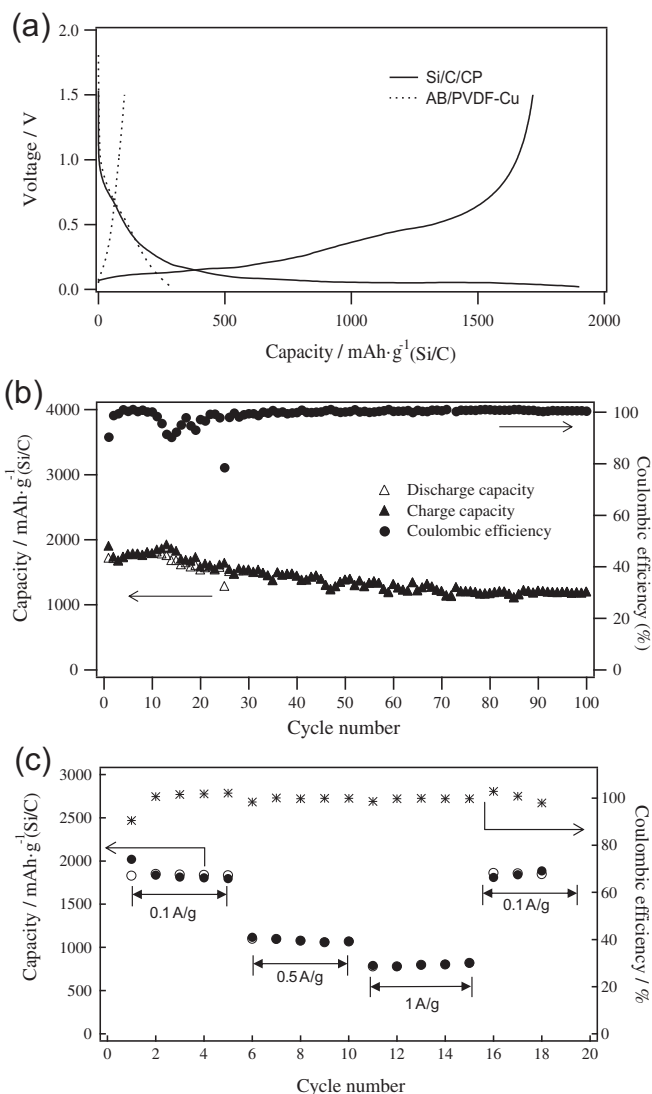 (a)
2.0
1.5
1.0
0.5
0.0
Voltage / V
Si/C/CP
AB/PVDF-Cu
0 500 1000 1500 2000
Capacity / mAh·g⁻¹(Si/C)
(b)
4000
3000
2000
1000
0
Capacity / mAh·g⁻¹(Si/C)
Discharge capacity
Charge capacity
Coulombic efficiency
100
80
60
40
20
0
Coulombic efficiency(%)
0 10 20 30 40 50 60 70 80 90 100
Cycle number
(c)
3000
2500
2000
1500
1000
500
0
Capacity / mAh·g⁻¹(Si/C)
0.1 A/g
0.5 A/g
1 A/g
0.1 A/g
100
80
60
40
20
0
Coulombic efficiency / %
0 2 4 6 8 10 12 14 16 18 20
Cycle number